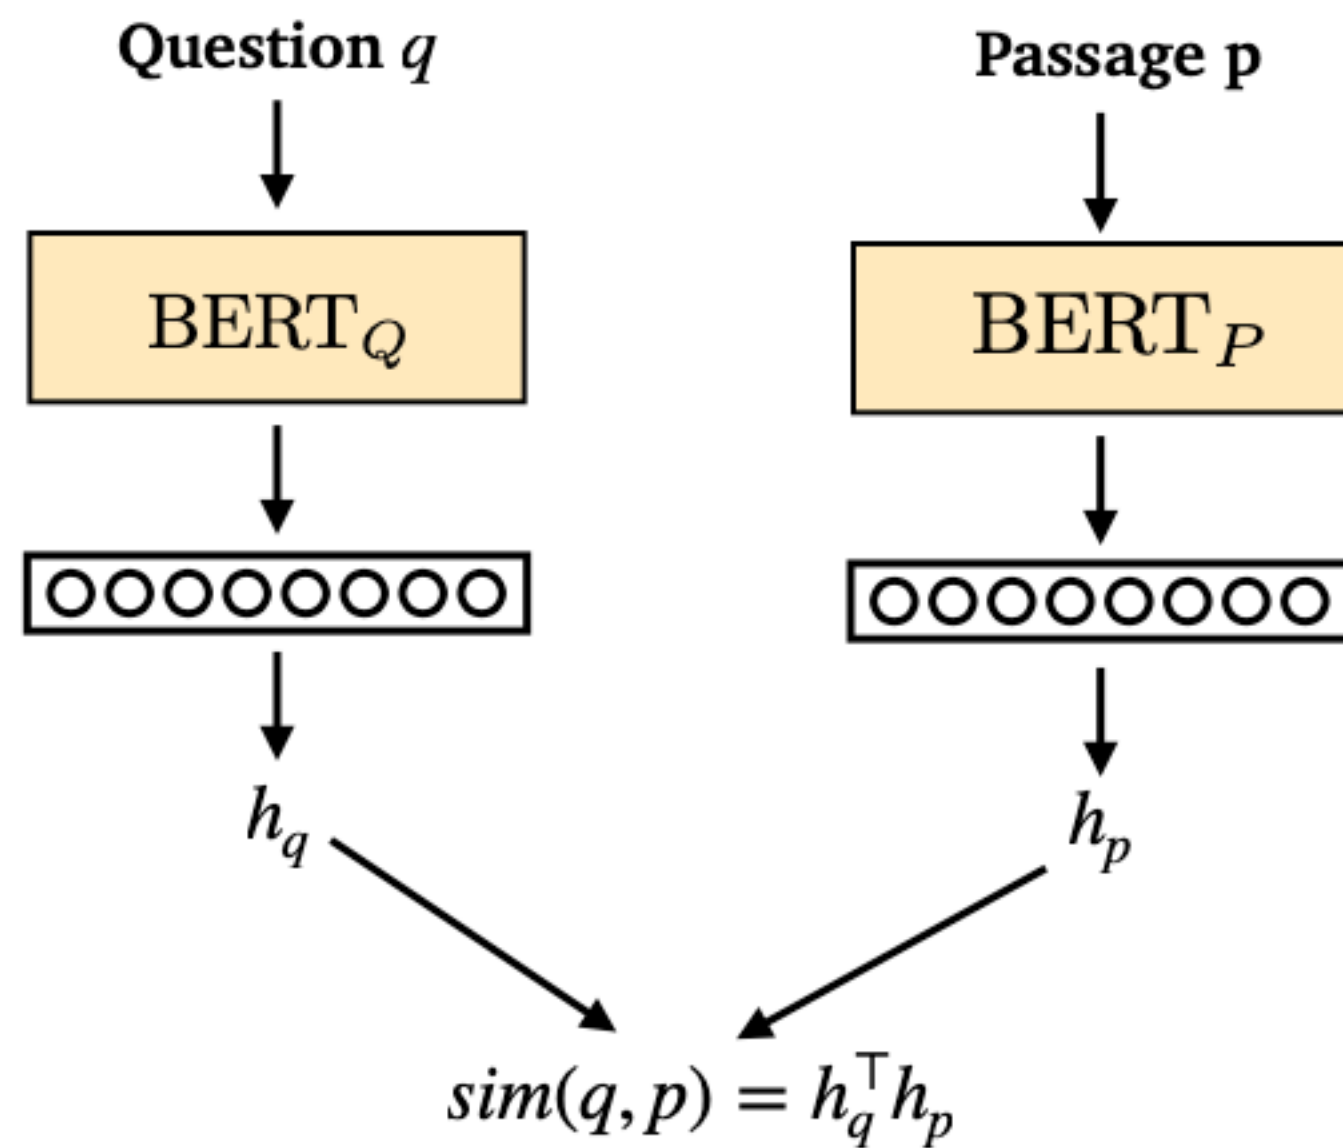 Question q
Passage p
BERT_Q
BERT_P
h_q
h_p
sim(q, p) = h_q^⊤ h_p